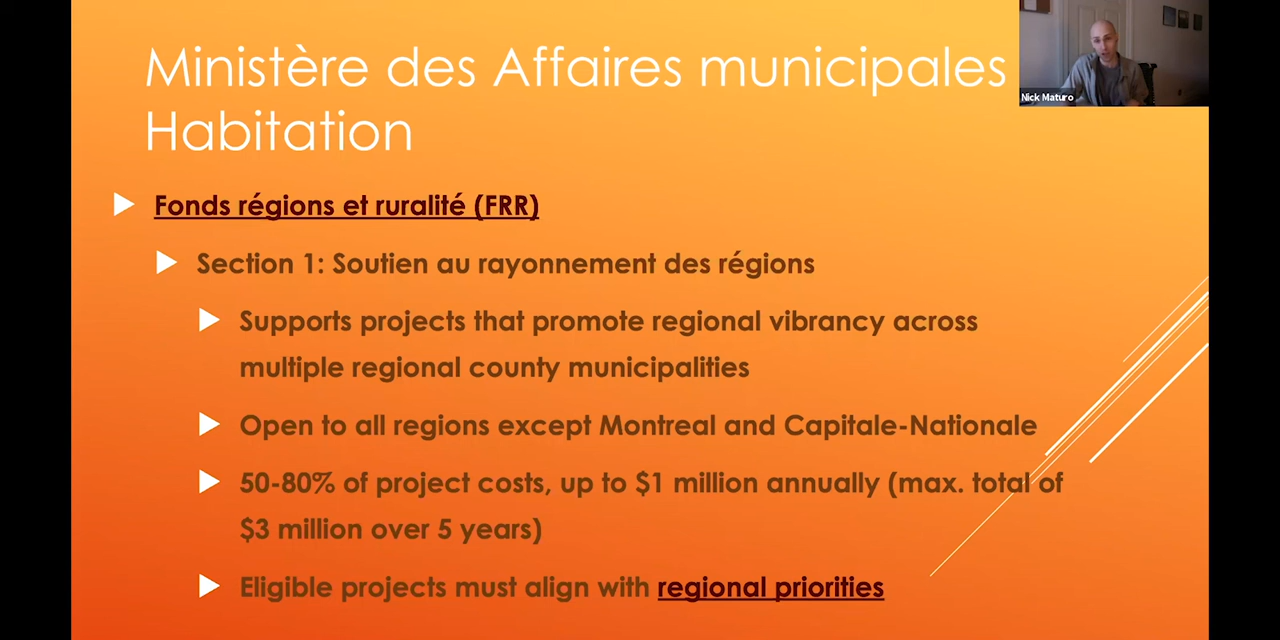 Ministère des Affaires municipales
Habitation
Nick Maturo
Fonds régions et ruralité (FRR)
Section 1: Soutien au rayonnement des régions
Supports projects that promote regional vibrancy across
multiple regional county municipalities
Open to all regions except Montreal and Capitale-Nationale
50-80% of project costs, up to $1 million annually (max. total of
$3 million over 5 years)
Eligible projects must align with regional priorities